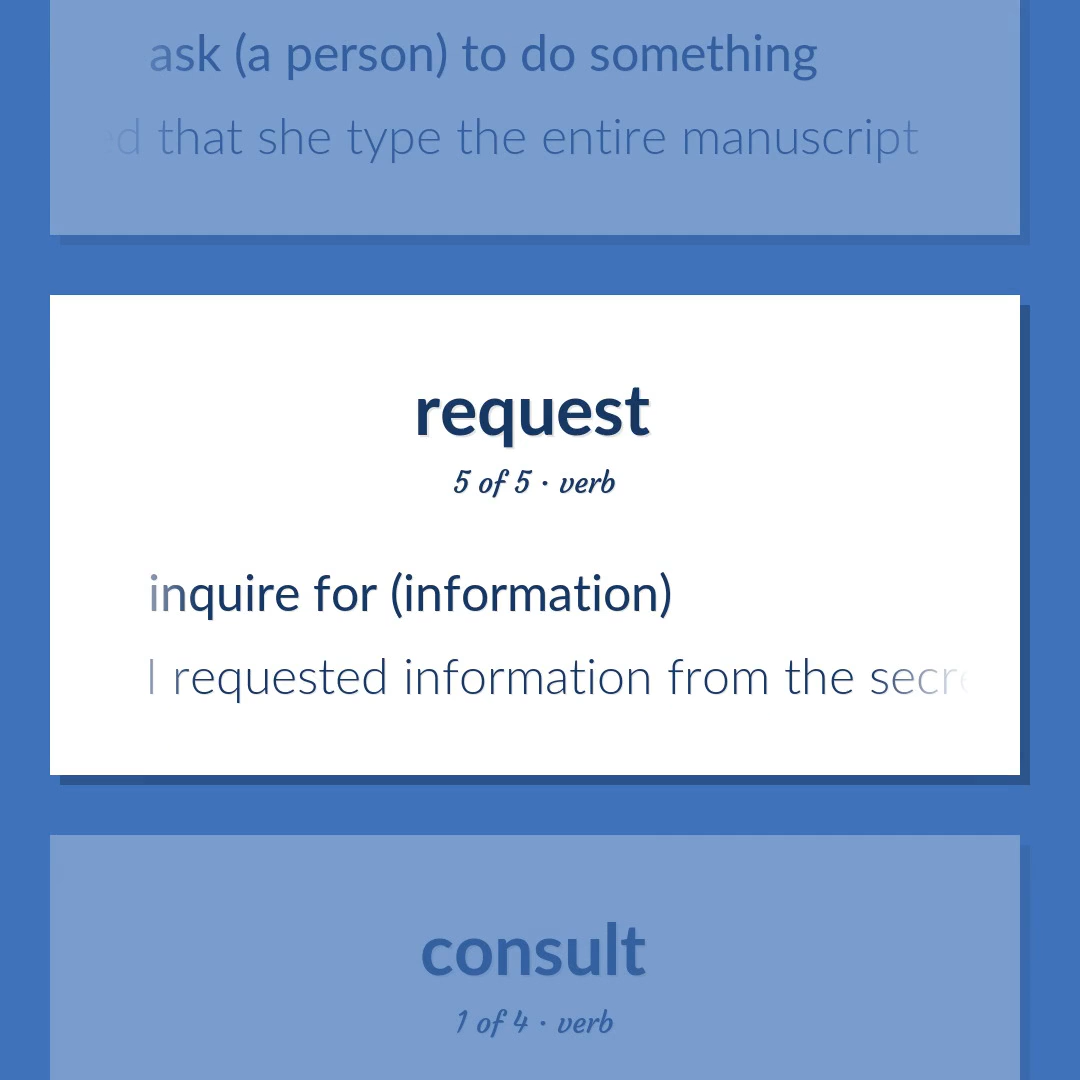 ask (a person) to do something
that she type the entire manuscript
request
5 of 5 · verb
inquire for (information)
I requested information from the
consult
1 of 4 · verb